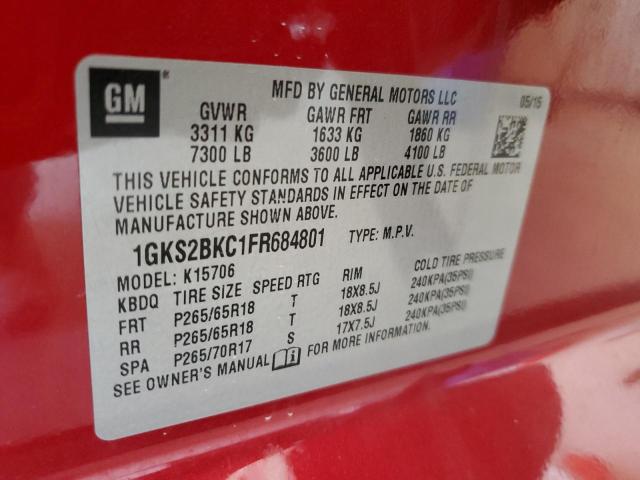 GM ®
MFD BY GENERAL MOTORS LLC 05/15
GVWR GAWR FRT GAWR RR
3311 KG 1633 KG 1860 KG
7300 LB 3600 LB 4100 LB
THIS VEHICLE CONFORMS TO ALL APPLICABLE U.S. FEDERAL MOTOR
VEHICLE SAFETY STANDARDS IN EFFECT ON THE DATE OF
MANUFACTURE SHOWN ABOVE.
1GKS2BKC1FR684801 TYPE: M.P.V.
MODEL: K15706
KBDQ TIRE SIZE SPEED RTG RIM COLD TIRE PRESSURE
FRT P265/65R18 T 18X8.5J 240KPA(35PSI)
RR P265/65R18 T 18X8.5J 240KPA(35PSI)
SPA P265/70R17 S 17X7.5J 240KPA(35PSI)
SEE OWNER'S MANUAL FOR MORE INFORMATION.